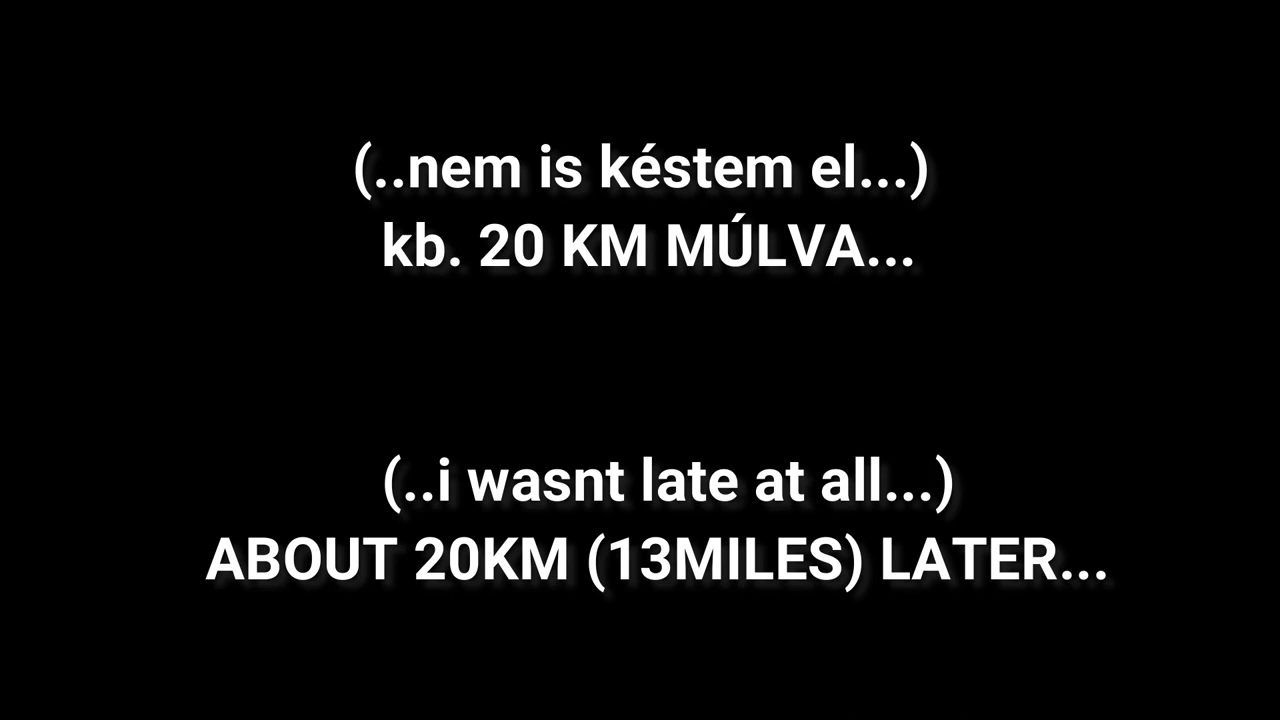 (..nem is késtem el...)
kb. 20 KM MÚLVA...
(..i wasnt late at all...)
ABOUT 20KM (13MILES) LATER...